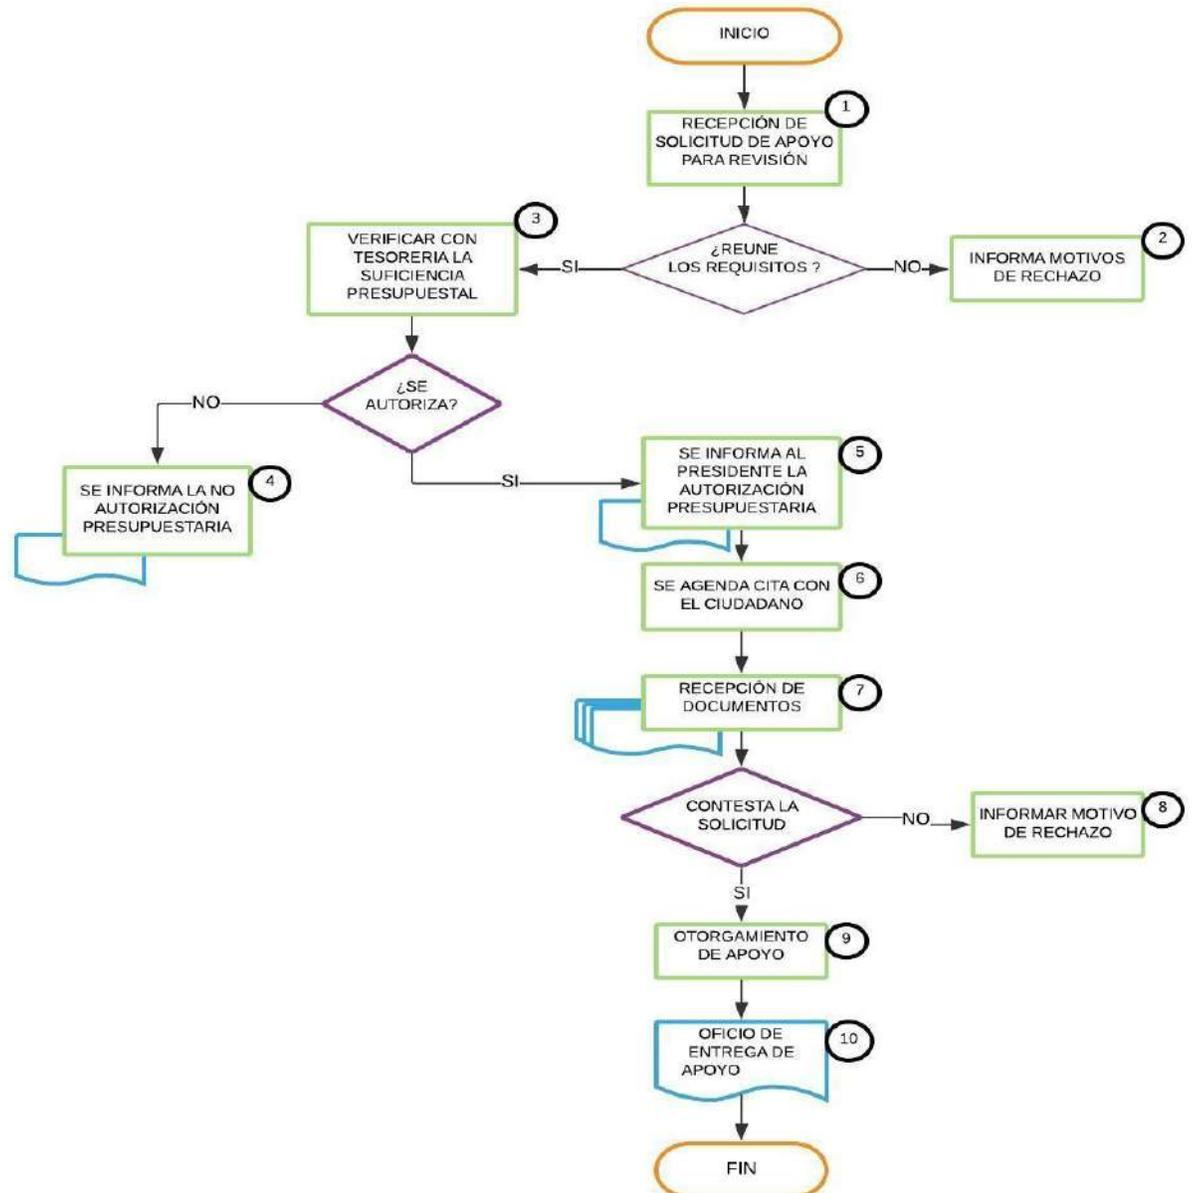 INICIO
1
RECEPCIÓN DE
SOLICITUD DE APOYO
PARA REVISIÓN
¿REUNE
LOS REQUISITOS ?
SI
NO
2
INFORMA MOTIVOS
DE RECHAZO
3
VERIFICAR CON
TESORERIA LA
SUFICIENCIA
PRESUPUESTAL
¿SE
AUTORIZA?
NO
SI
4
SE INFORMA LA NO
AUTORIZACIÓN
PRESUPUESTARIA
5
SE INFORMA AL
PRESIDENTE LA
AUTORIZACIÓN
PRESUPUESTARIA
6
SE AGENDA CITA CON
EL CIUDADANO
7
RECEPCIÓN DE
DOCUMENTOS
CONTESTA LA
SOLICITUD
NO
8
INFORMAR MOTIVO
DE RECHAZO
SI
9
OTORGAMIENTO
DE APOYO
10
OFICIO DE
ENTREGA DE
APOYO
FIN